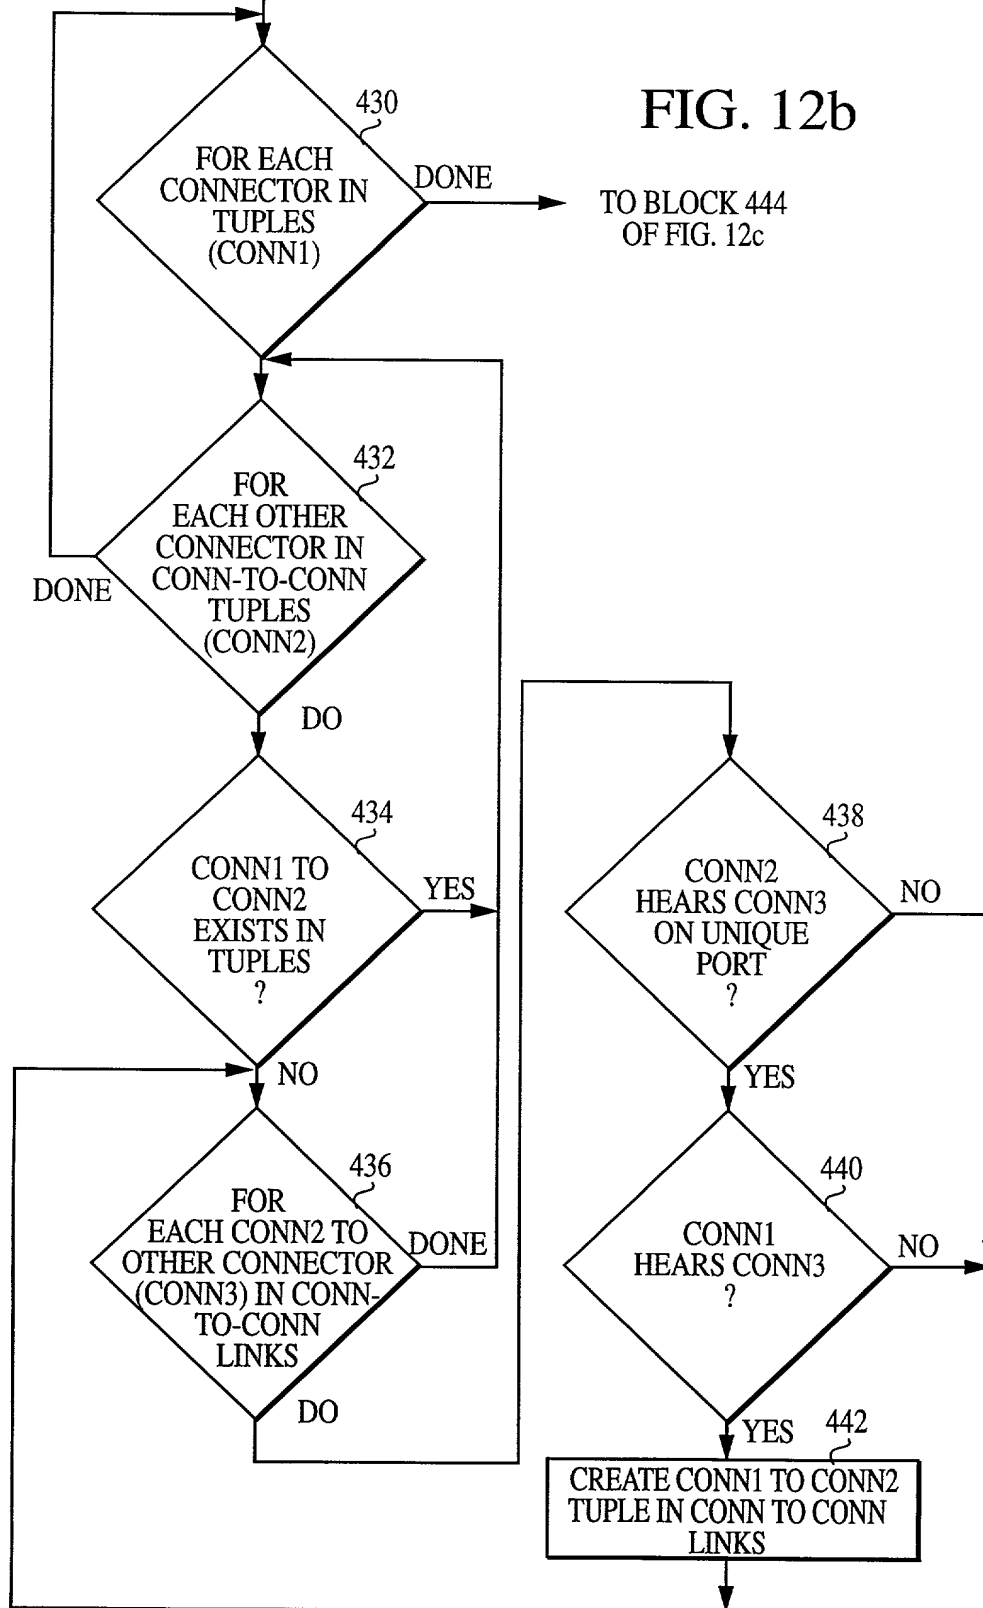 FIG. 12b
430
FOR EACH
CONNECTOR IN
TUPLES
(CONN1)
DONE
TO BLOCK 444
OF FIG. 12c
432
FOR
EACH OTHER
CONNECTOR IN
CONN-TO-CONN
TUPLES
(CONN2)
DONE
DO
434
CONN1 TO
CONN2
EXISTS IN
TUPLES
?
YES
NO
436
FOR
EACH CONN2 TO
OTHER CONNECTOR
(CONN3) IN CONN-
TO-CONN
LINKS
DONE
DO
438
CONN2
HEARS CONN3
ON UNIQUE
PORT
?
NO
YES
440
CONN1
HEARS CONN3
?
NO
YES
442
CREATE CONN1 TO CONN2
TUPLE IN CONN TO CONN
LINKS